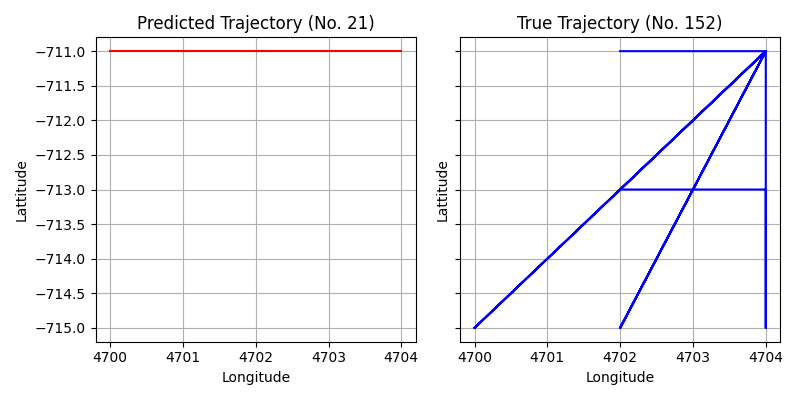 Predicted Trajectory (No. 21)
−711.0
−711.5
−712.0
−712.5
−713.0
−713.5
−714.0
−714.5
−715.0
Lattitude
4700 4701 4702 4703 4704
Longitude
True Trajectory (No. 152)
Lattitude
4700 4701 4702 4703 4704
Longitude